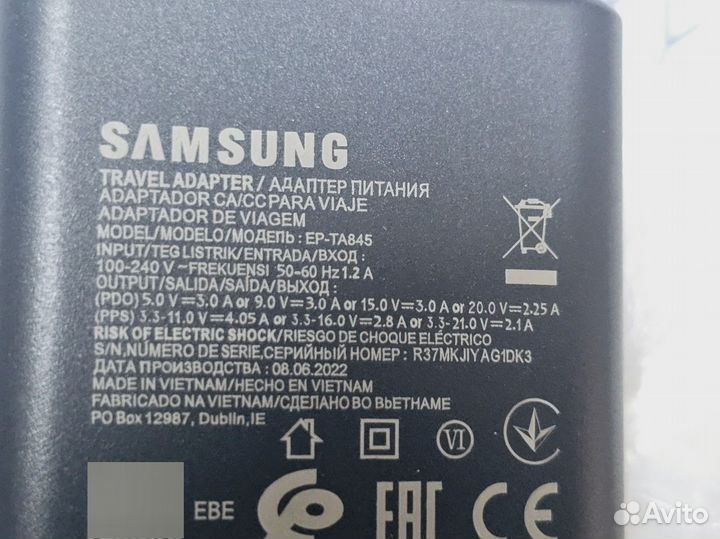 SAMSUNG
TRAVEL ADAPTER / АДАПТЕР ПИТАНИЯ
ADAPTADOR CA/CC PARA VIAJE
ADAPTADOR DE VIAGEM
MODEL/MODELO/МОДЕЛЬ : EP-TA845
INPUT/TEG LISTRIK/ENTRADA/ВХОД :
100-240 V ~FREKUENSI 50-60 Hz 1.2 A
OUTPUT/SALIDA/SAÍDA/ВЫХОД :
(PDO) 5.0 V⎓3.0 A or 9.0 V⎓3.0 A or 15.0 V⎓3.0 A or 20.0 V⎓2.25 A
(PPS) 3.3-11.0 V⎓4.05 A or 3.3-16.0 V⎓2.8 A or 3.3-21.0 V⎓2.1 A
RISK OF ELECTRIC SHOCK/RIESGO DE CHOQUE ELÉCTRICO
S/N,NÚMERO DE SERIE,СЕРИЙНЫЙ НОМЕР : R37MKJIYAG1DK3
ДАТА ПРОИЗВОДСТВА : 08.06.2022
MADE IN VIETNAM/HECHO EN VIETNAM
FABRICADO NA VIETNAM/СДЕЛАНО ВО ВЬЕТНАМЕ
PO Box 12987, Dublin,IE
VI
EBE
EAC
CE
Avito